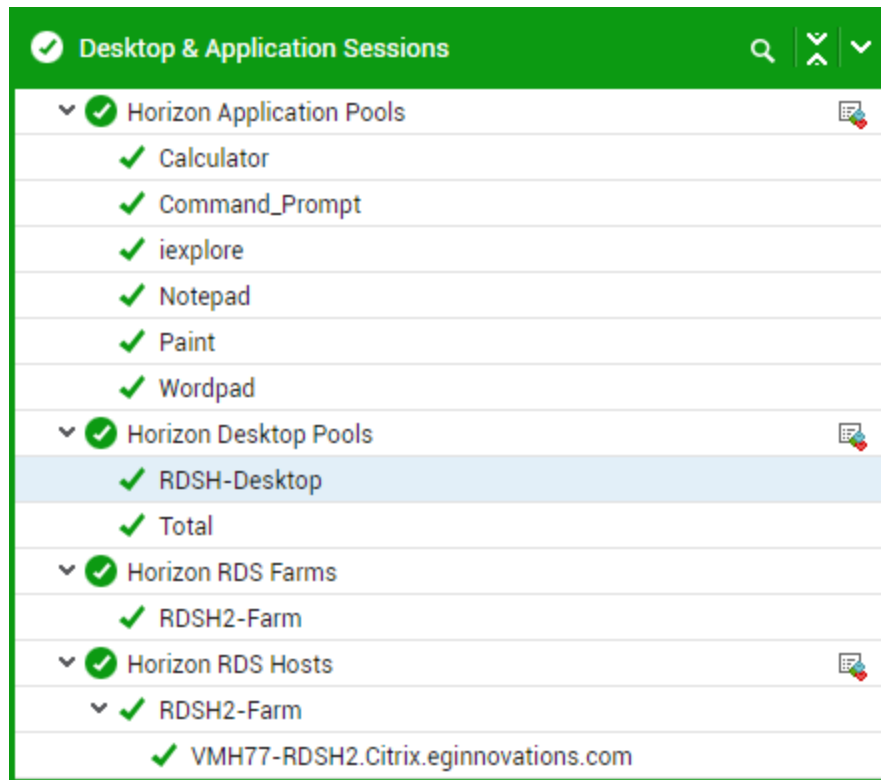 Desktop & Application Sessions
Horizon Application Pools
Calculator
Command_Prompt
iexplore
Notepad
Paint
Wordpad
Horizon Desktop Pools
RDSH-Desktop
Total
Horizon RDS Farms
RDSH2-Farm
Horizon RDS Hosts
RDSH2-Farm
VMH77-RDSH2.Citrix.eginnovations.com